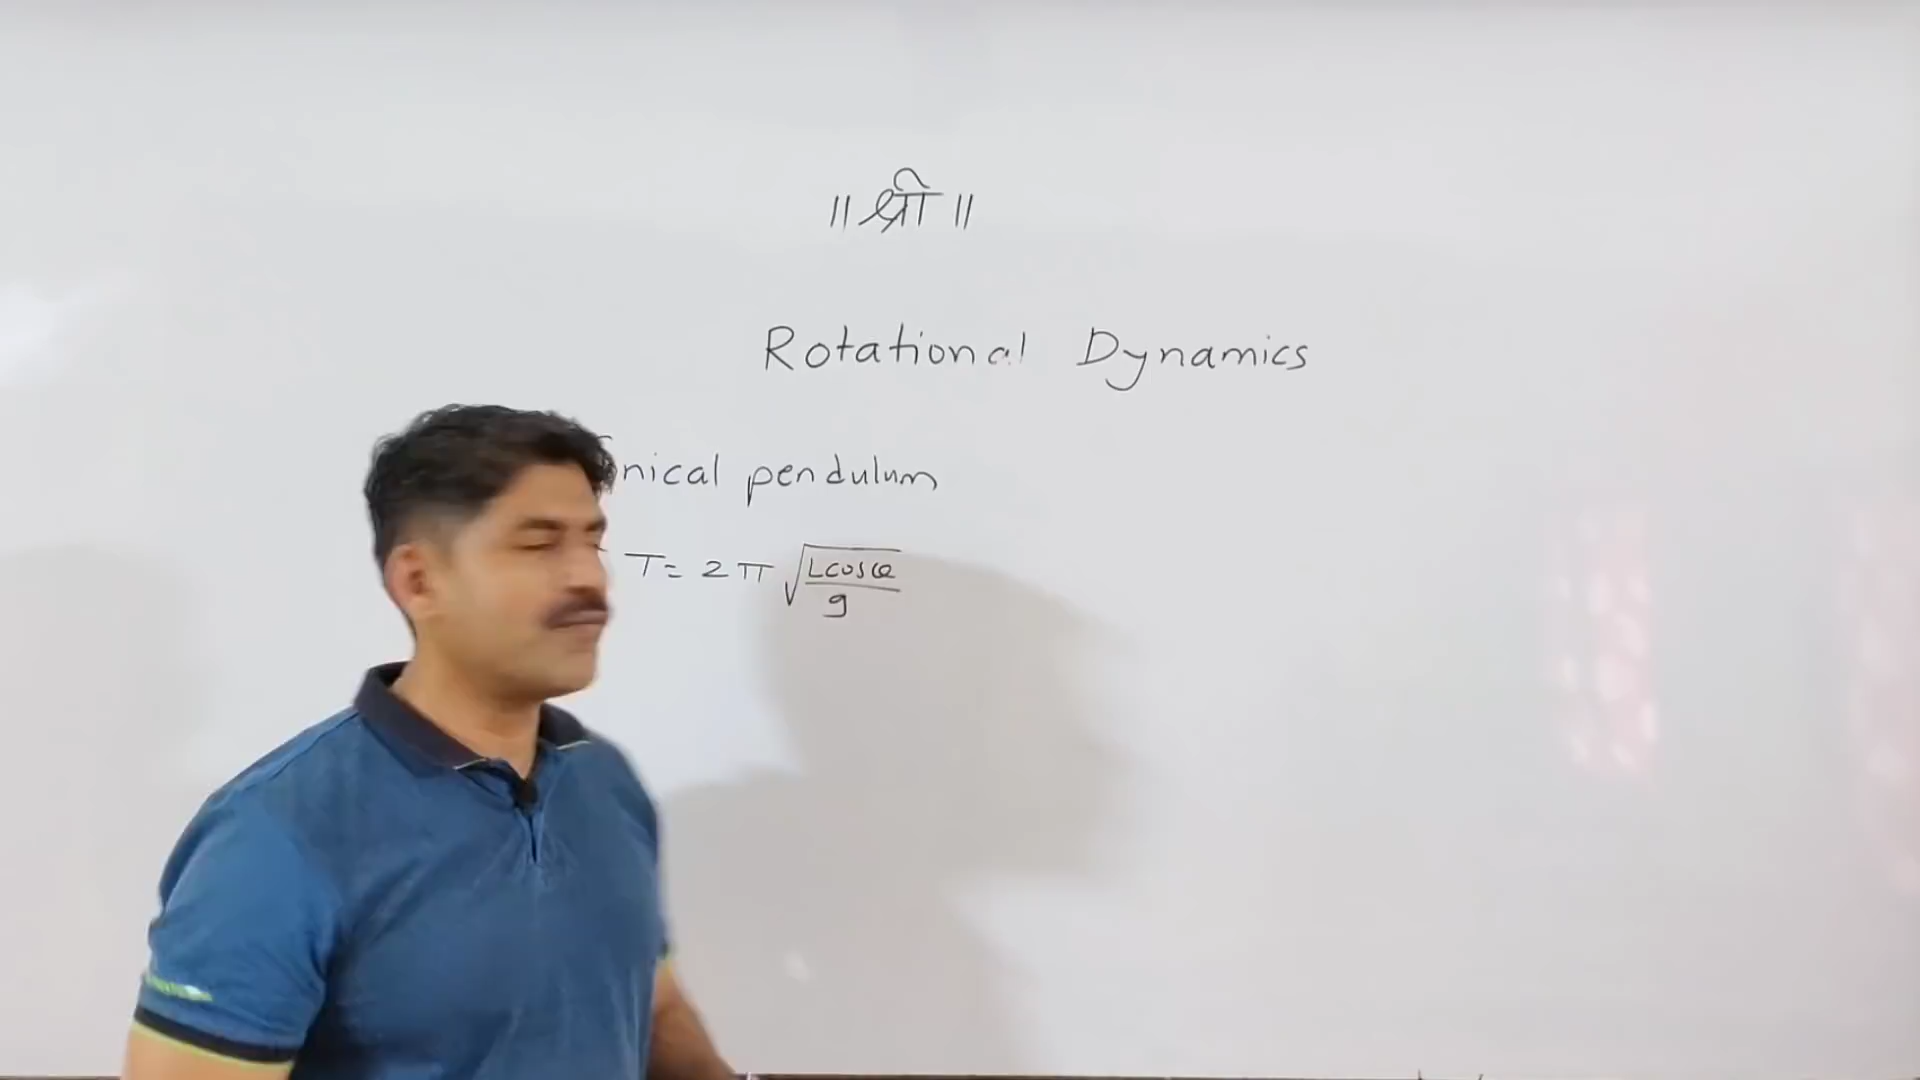 ॥ श्री ॥
Rotational Dynamics
nical pendulum
T= 2π √(Lcosθ/g)